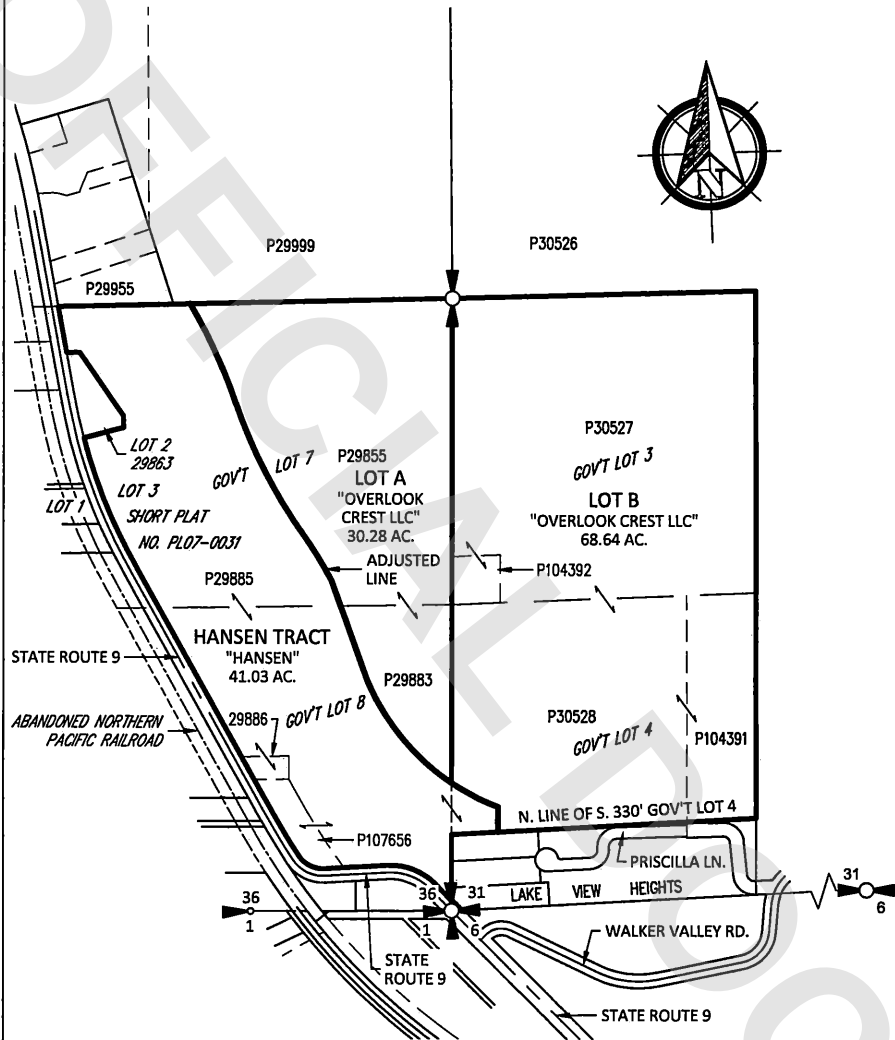 N
P29999
P30526
P29955
P30527
GOV'T LOT 3
LOT 2
29863
GOV'T LOT 7
P29855
LOT A
"OVERLOOK
CREST LLC"
30.28 AC.
LOT B
"OVERLOOK CREST LLC"
68.64 AC.
LOT 1
LOT 3
SHORT PLAT
NO. PL07-0031
ADJUSTED
LINE
P104392
P29885
HANSEN TRACT
"HANSEN"
41.03 AC.
STATE ROUTE 9
P29883
29886
GOV'T LOT 8
P30528
GOV'T LOT 4
P104391
ABANDONED NORTHERN
PACIFIC RAILROAD
N. LINE OF S. 330' GOV'T LOT 4
P107656
PRISCILLA LN.
36 31
LAKE VIEW HEIGHTS
31
6
36
1
1 6
WALKER VALLEY RD.
STATE
ROUTE 9
STATE ROUTE 9
OFFICIAL DOC